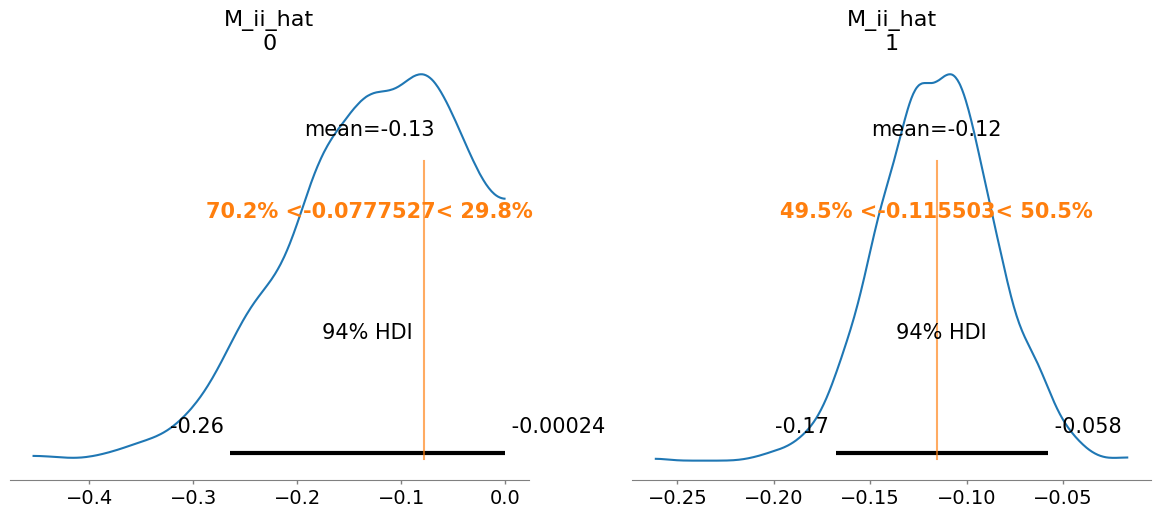 M_ii_hat
0
mean=-0.13
70.2% <-0.0777527< 29.8%
94% HDI
-0.26
-0.00024
−0.4
−0.3
−0.2
−0.1
0.0
M_ii_hat
1
mean=-0.12
49.5% <-0.115503< 50.5%
94% HDI
-0.17
-0.058
−0.25
−0.20
−0.15
−0.10
−0.05